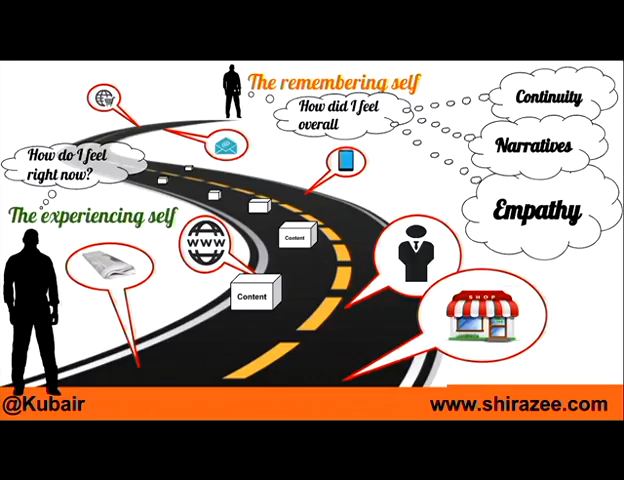 The remembering self
How did I feel
overall
Continuity
Narratives
Empathy
How do I feel
right now?
The experiencing self
WWW
Content
Content
SHOP
@Kubair
www.shirazee.com